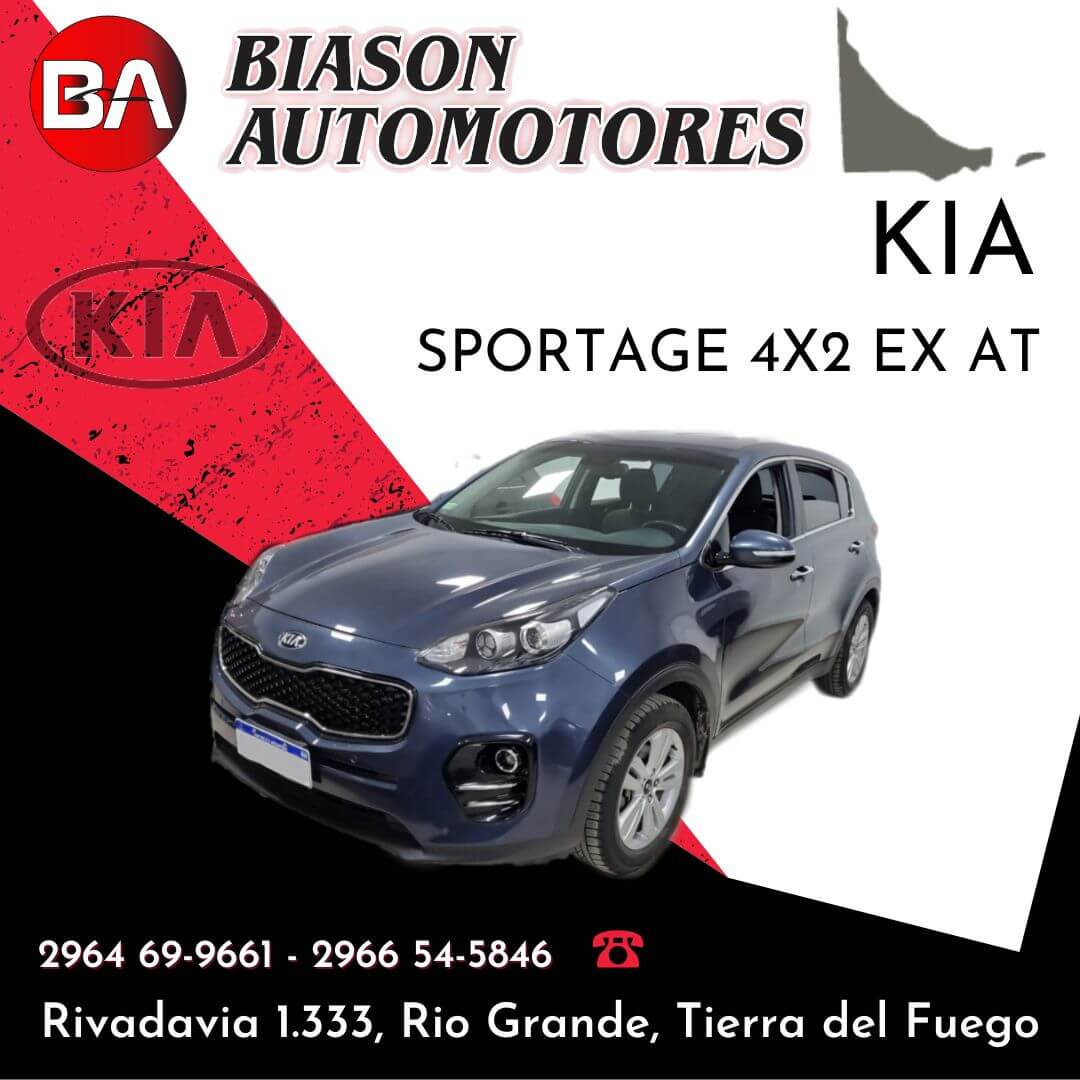 BA
BIASON
AUTOMOTORES
KIA
KIA
SPORTAGE 4X2 EX AT
KIA
2964 69-9661 - 2966 54-5846
Rivadavia 1.333, Rio Grande, Tierra del Fuego